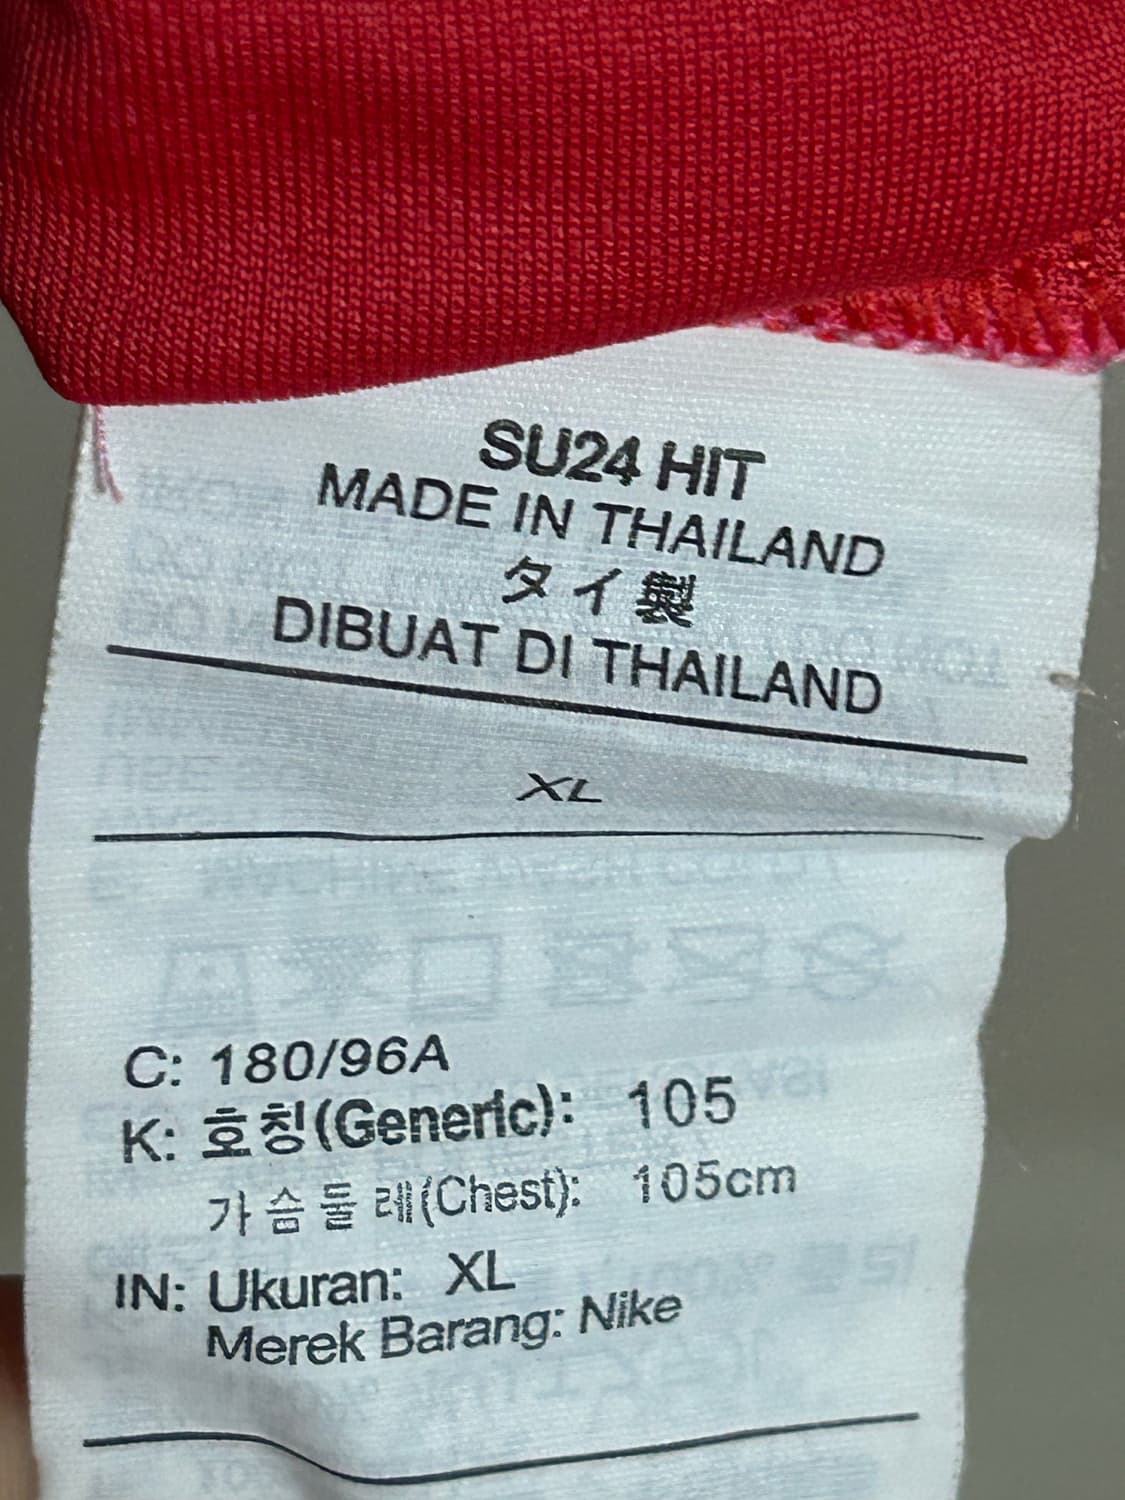 SU24 HIT
MADE IN THAILAND
タイ製
DIBUAT DI THAILAND
XL
C: 180/96A
K: 호칭(Generic): 105
가슴둘레(Chest): 105cm
IN: Ukuran: XL
Merek Barang: Nike